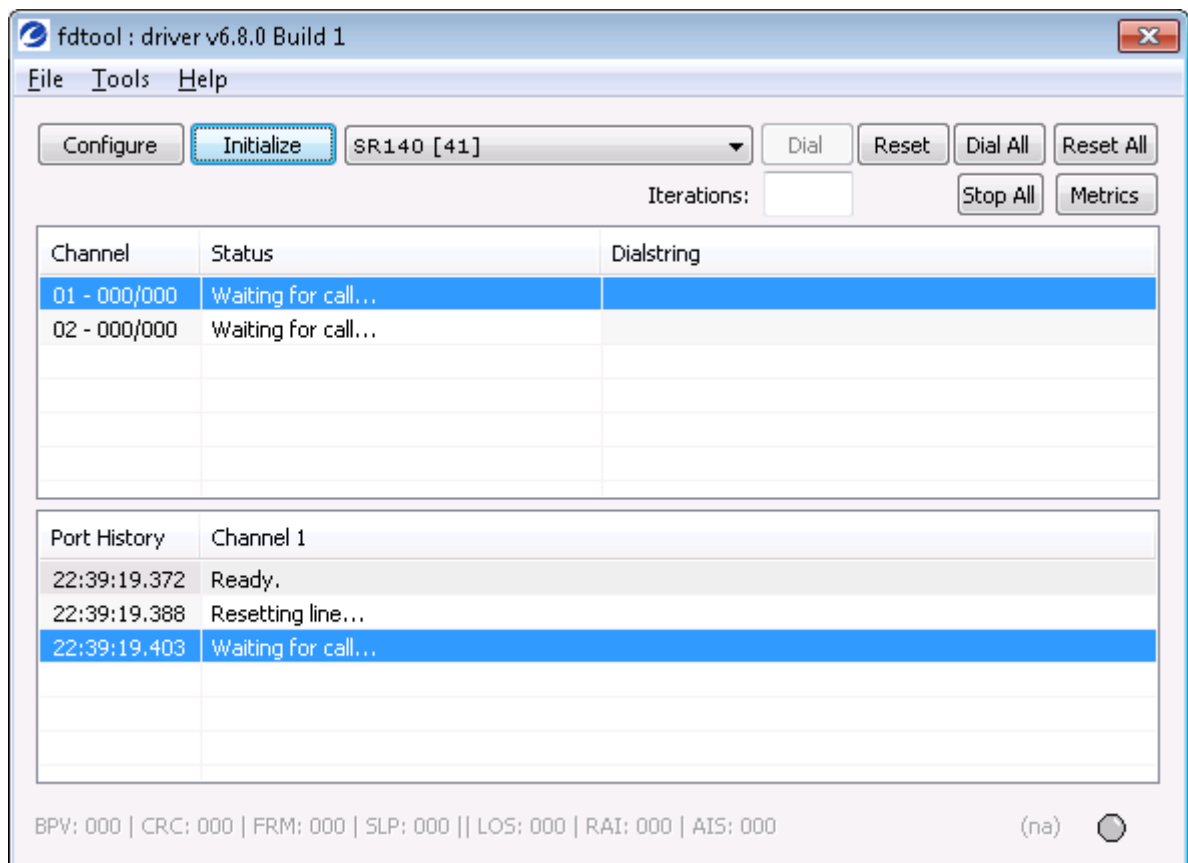 fdtool : driver v6.8.0 Build 1
File Tools Help
Configure Initialize SR140 [41] Dial Reset Dial All Reset All
Iterations: Stop All Metrics
Channel Status Dialstring
01 - 000/000 Waiting for call...
02 - 000/000 Waiting for call...
Port History Channel 1
22:39:19.372 Ready.
22:39:19.388 Resetting line...
22:39:19.403 Waiting for call...
BPV: 000 | CRC: 000 | FRM: 000 | SLP: 000 || LOS: 000 | RAI: 000 | AIS: 000 (na)